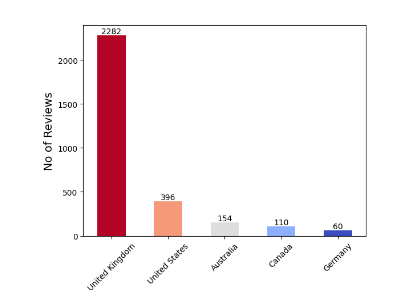 2282
2000
1500
1000
500
0
No of Reviews
396
154
110
60
United Kingdom
United States
Australia
Canada
Germany